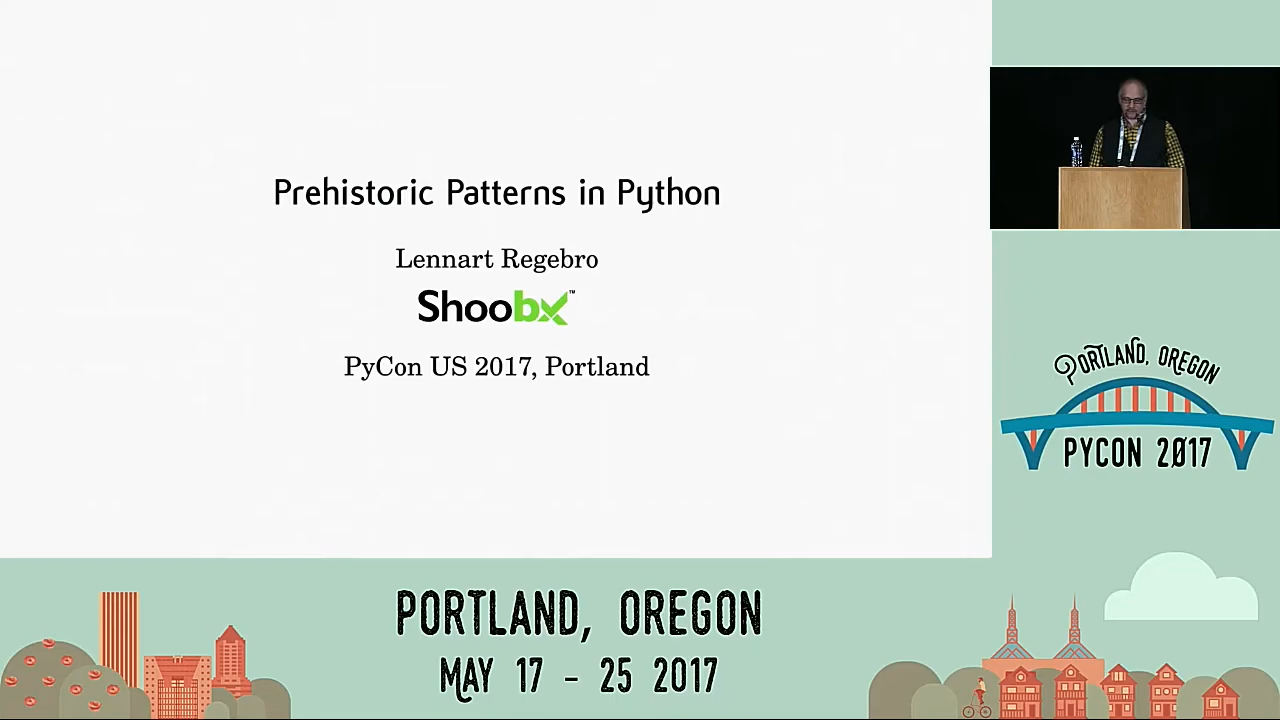 Prehistoric Patterns in Python
Lennart Regebro
Shoobx™
PyCon US 2017, Portland
PORTLAND, OREGON
PYCON 2017
PORTLAND, OREGON
MAY 17 - 25 2017